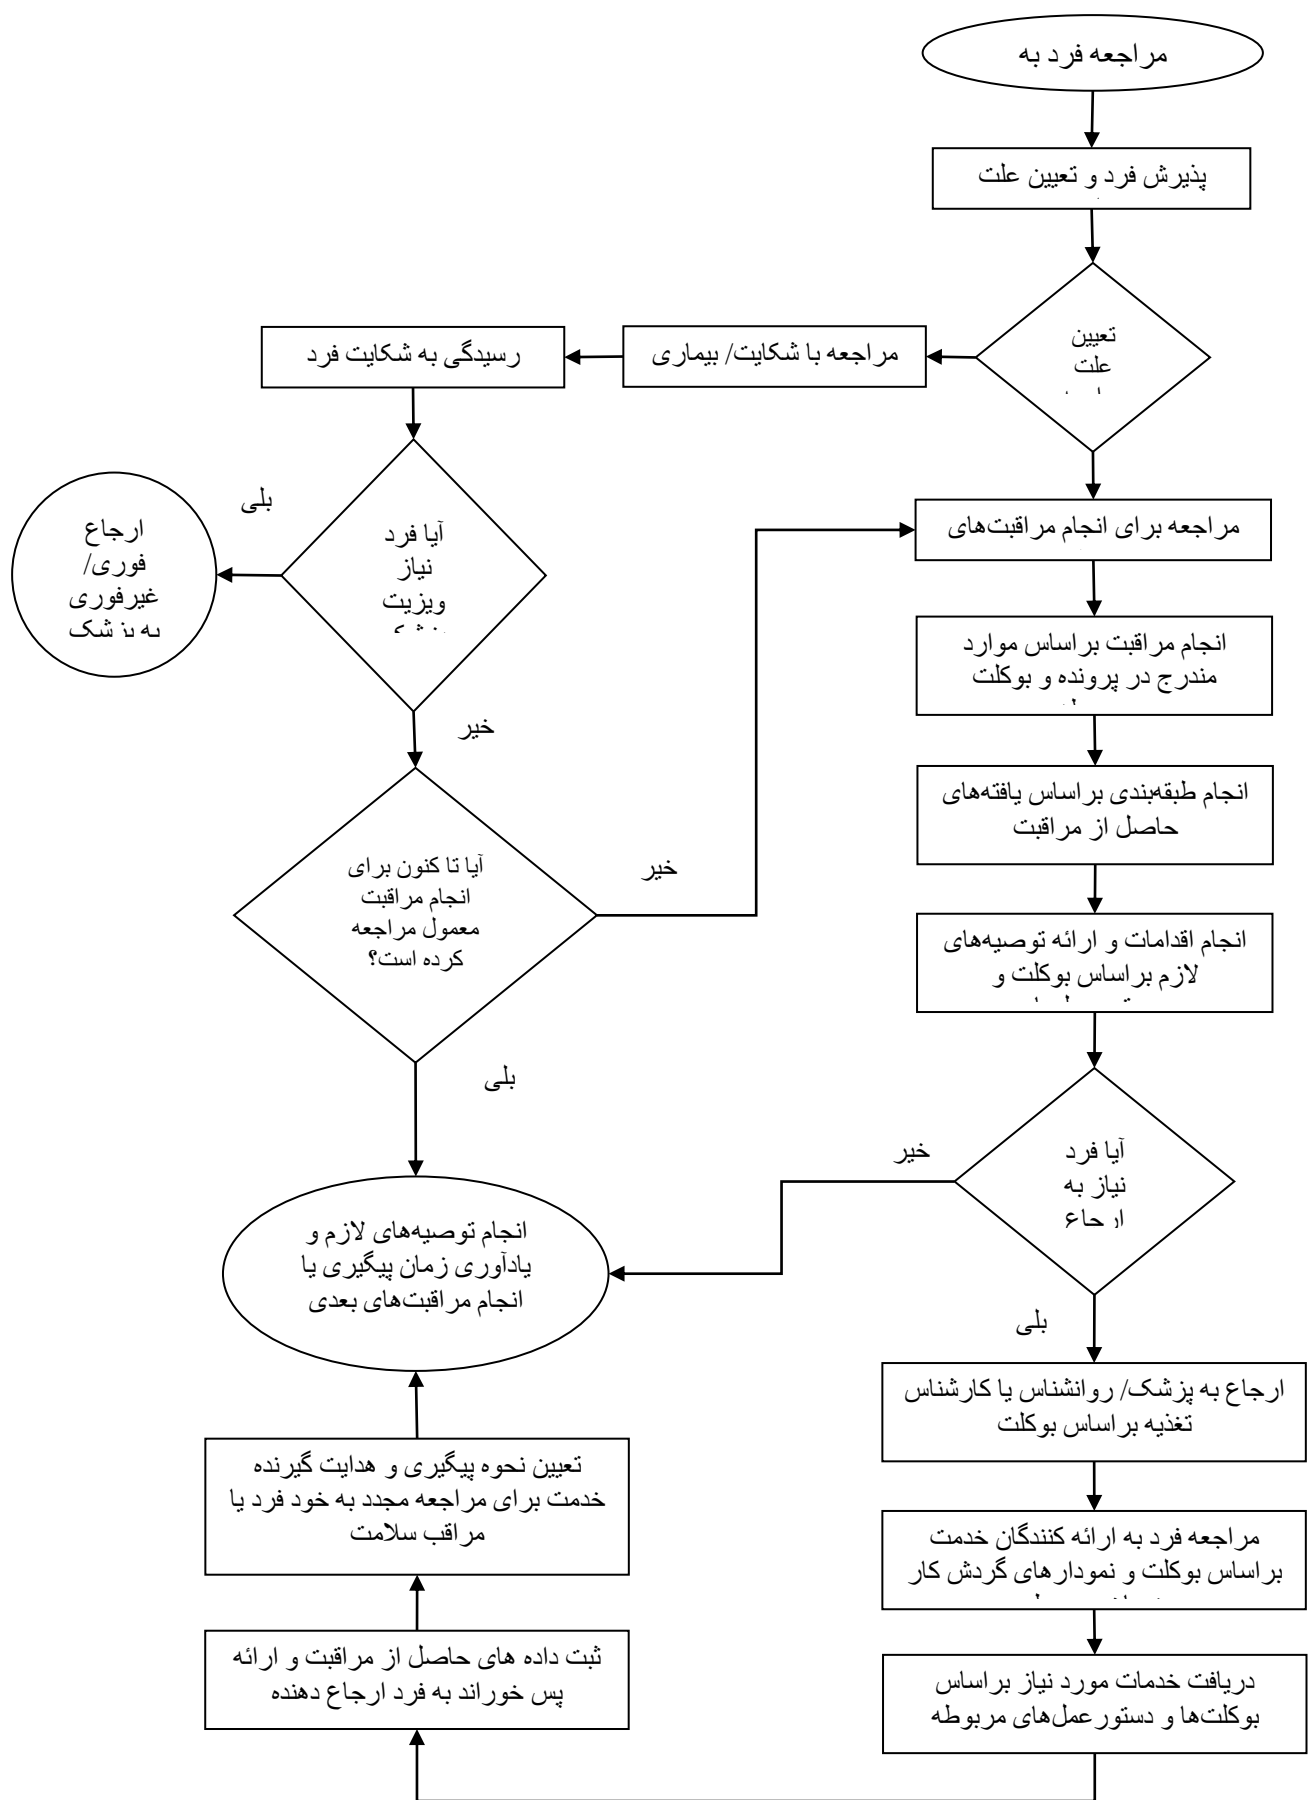 مراجعه فرد به
پذیرش فرد و تعیین علت
تعیین
علت
مراجعه با شکایت/ بیماری
رسیدگی به شکایت فرد
آیا فرد
نیاز
ویزیت
بلی
ارجاع
فوری/
غیرفوری
به پزشک
خیر
آیا تا کنون برای
انجام مراقبت
معمول مراجعه
کرده است؟
خیر
بلی
مراجعه برای انجام مراقبت‌های
انجام مراقبت براساس موارد
مندرج در پرونده و بوکلت
انجام طبقه‌بندی براساس یافته‌های
حاصل از مراقبت
انجام اقدامات و ارائه توصیه‌های
لازم براساس بوکلت و
آیا فرد
نیاز به
ارجاع
خیر
بلی
انجام توصیه‌های لازم و
یادآوری زمان پیگیری یا
انجام مراقبت‌های بعدی
ارجاع به پزشک/ روانشناس یا کارشناس
تغذیه براساس بوکلت
مراجعه فرد به ارائه کنندگان خدمت
براساس بوکلت و نمودارهای گردش کار
دریافت خدمات مورد نیاز براساس
بوکلت‌ها و دستورعمل‌های مربوطه
ثبت داده های حاصل از مراقبت و ارائه
پس خوراند به فرد ارجاع دهنده
تعیین نحوه پیگیری و هدایت گیرنده
خدمت برای مراجعه مجدد به خود فرد یا
مراقب سلامت